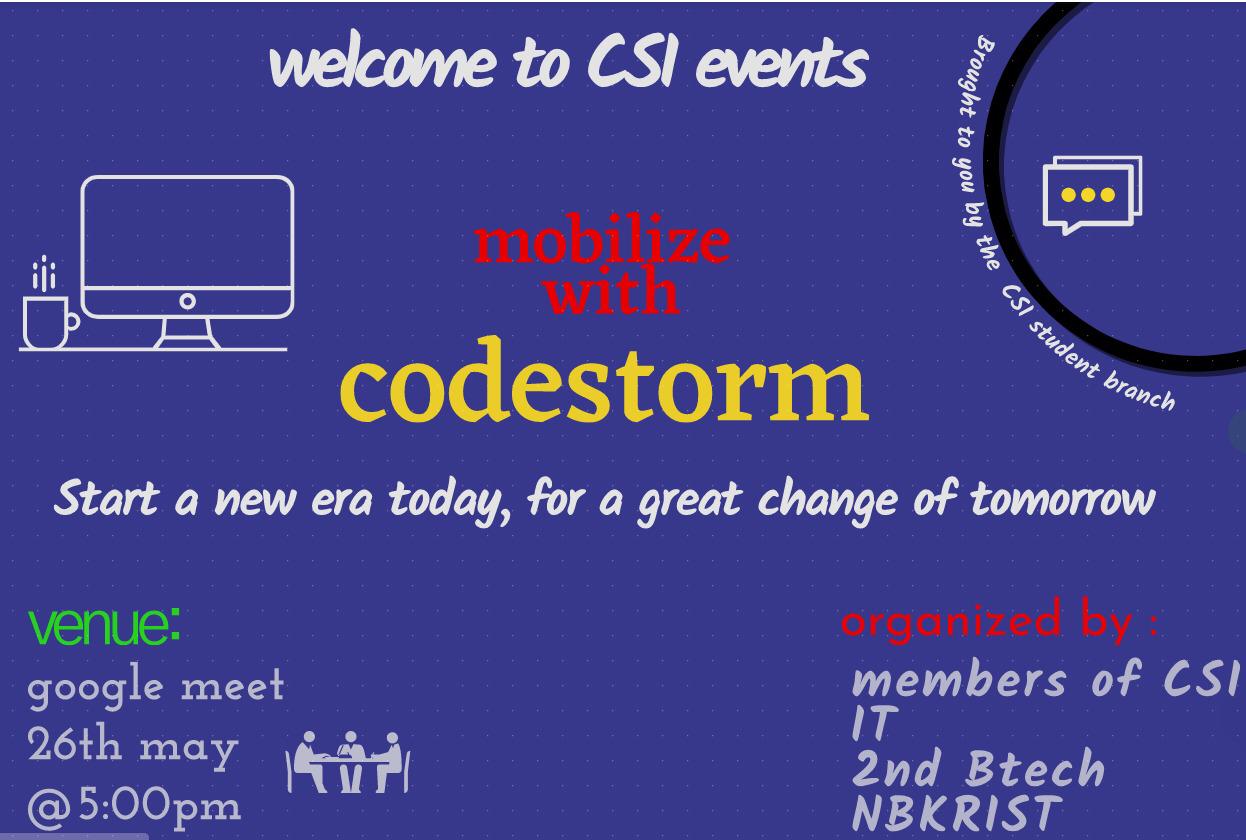 welcome to CSI events
Brought to you by the CSI student branch
mobilize
with
codestorm
Start a new era today, for a great change of tomorrow
venue:
google meet
26th may
@5:00pm
organized by :
members of CSI
IT
2nd Btech
NBKRIST